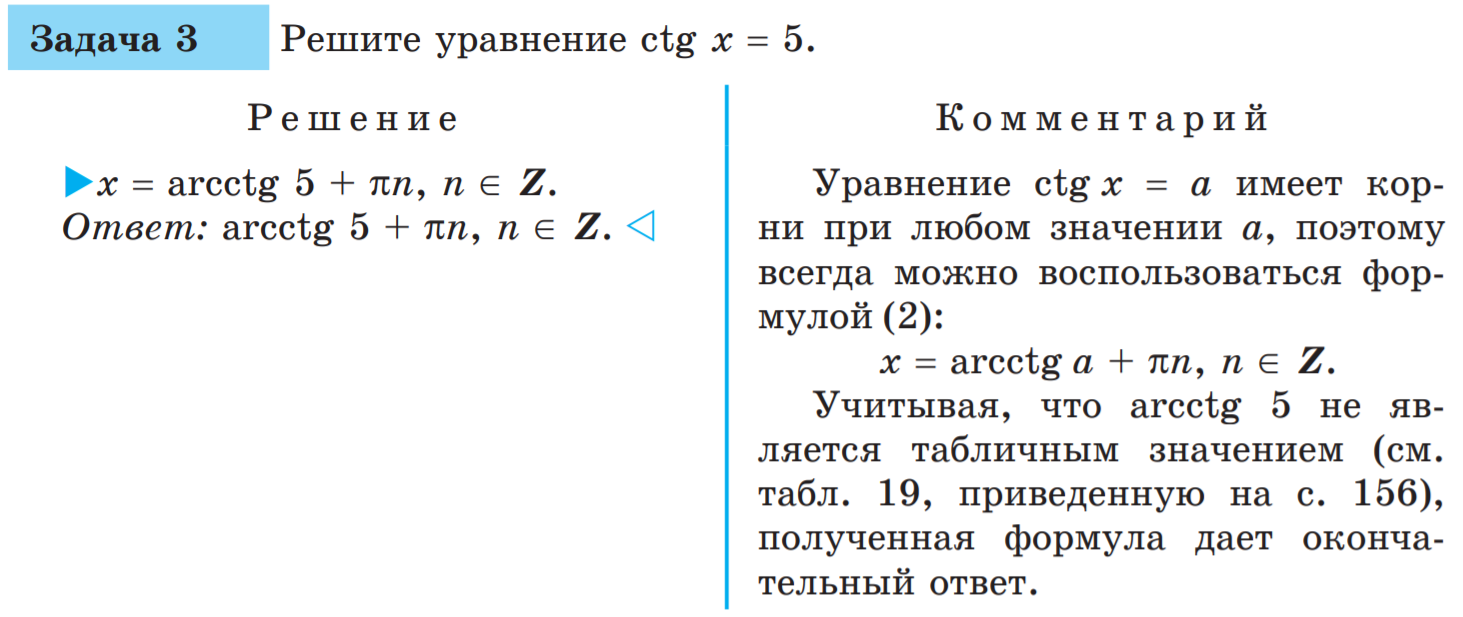 Задача 3 Решите уравнение ctg x = 5.
Решение
x = arcctg 5 + πn, n ∈ Z.
Ответ: arcctg 5 + πn, n ∈ Z.
Комментарий
Уравнение ctg x = a имеет кор-
ни при любом значении a, поэтому
всегда можно воспользоваться фор-
мулой (2):
x = arcctg a + πn, n ∈ Z.
Учитывая, что arcctg 5 не яв-
ляется табличным значением (см.
табл. 19, приведенную на с. 156),
полученная формула дает оконча-
тельный ответ.